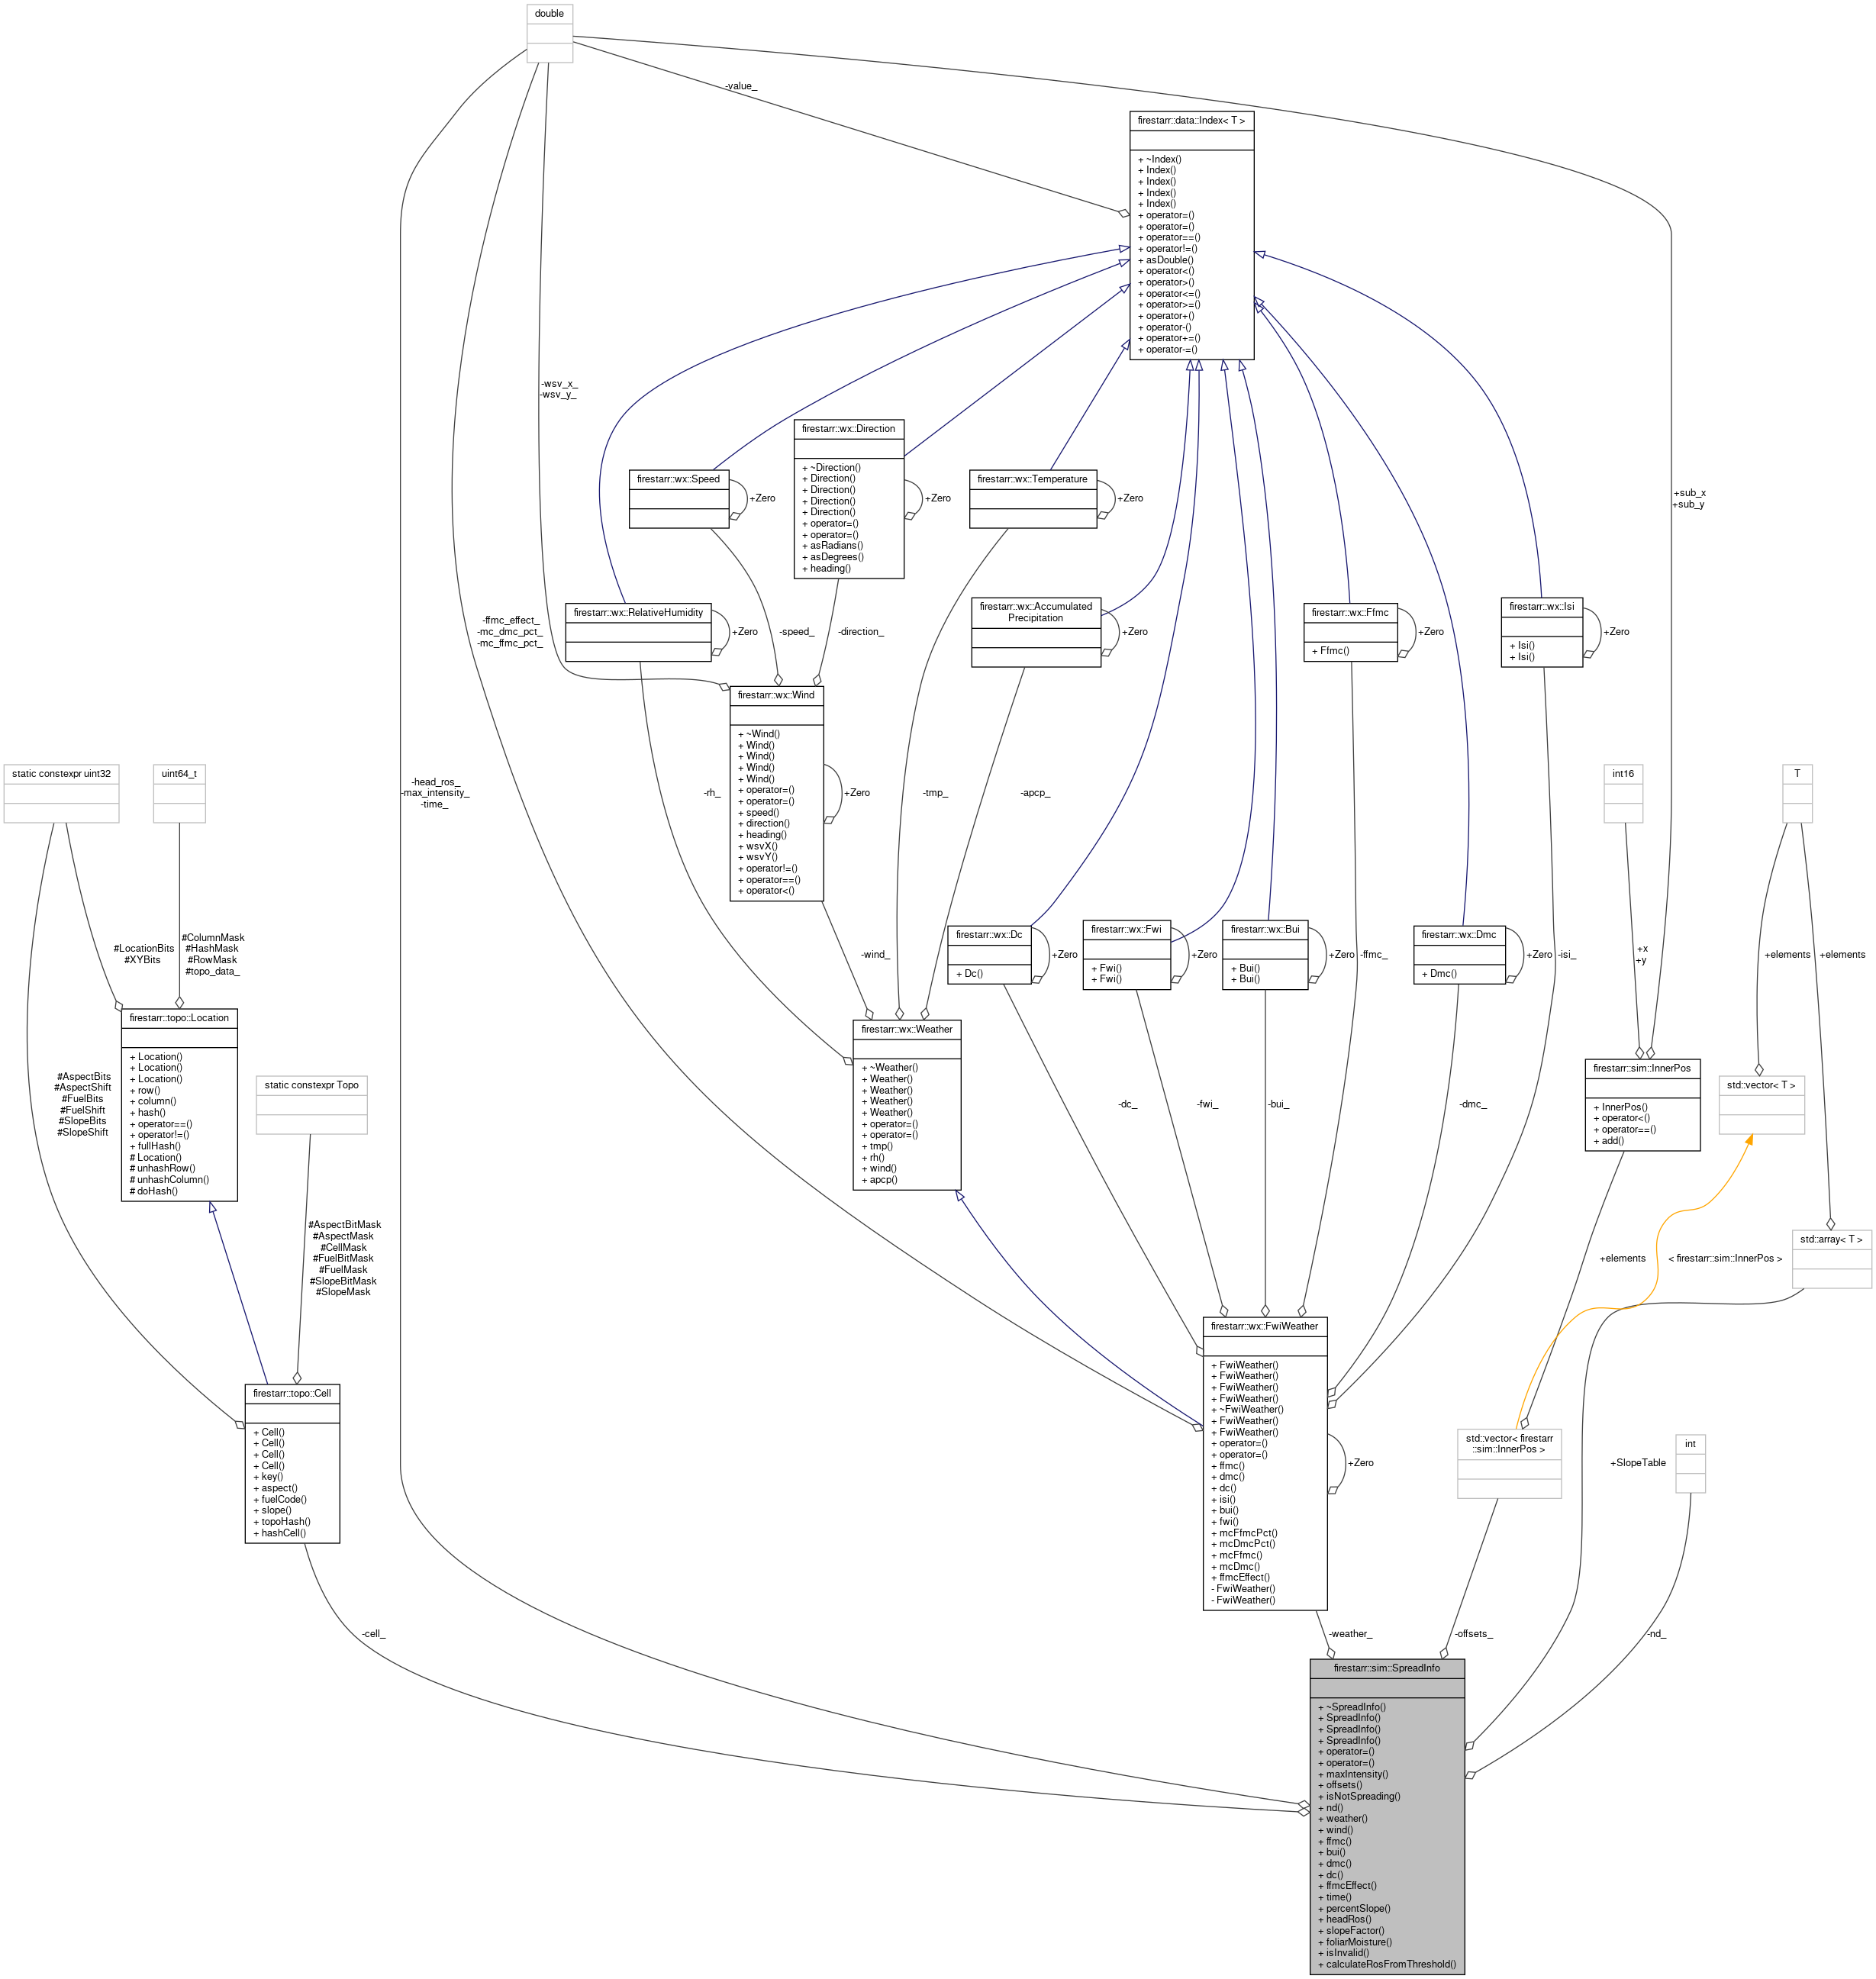 double
-value_
firestarr::data::Index< T >
+ ~Index()
+ Index()
+ Index()
+ Index()
+ Index()
+ operator=()
+ operator=()
+ operator==()
+ operator!=()
+ asDouble()
+ operator<()
+ operator>()
+ operator<=()
+ operator>=()
+ operator+()
+ operator-()
+ operator+=()
+ operator-=()
-wsv_x_
-wsv_y_
firestarr::wx::Speed
+Zero
firestarr::wx::Direction
+ ~Direction()
+ Direction()
+ Direction()
+ Direction()
+ Direction()
+ operator=()
+ operator=()
+ asRadians()
+ asDegrees()
+ heading()
+Zero
firestarr::wx::Temperature
+Zero
+sub_x
+sub_y
-ffmc_effect_
-mc_dmc_pct_
-mc_ffmc_pct_
firestarr::wx::RelativeHumidity
+Zero
-speed_
-direction_
firestarr::wx::Accumulated
Precipitation
+Zero
firestarr::wx::Ffmc
+ Ffmc()
+Zero
firestarr::wx::Isi
+ Isi()
+ Isi()
+Zero
firestarr::wx::Wind
+ ~Wind()
+ Wind()
+ Wind()
+ Wind()
+ Wind()
+ operator=()
+ operator=()
+ speed()
+ direction()
+ heading()
+ wsvX()
+ wsvY()
+ operator!=()
+ operator==()
+ operator<()
+Zero
-head_ros_
-max_intensity_
-time_
-rh_
-tmp_
-apcp_
static constexpr uint32
uint64_t
int16
T
#LocationBits
#XYBits
#ColumnMask
#HashMask
#RowMask
#topo_data_
-wind_
firestarr::wx::Dc
+ Dc()
+Zero
firestarr::wx::Fwi
+ Fwi()
+ Fwi()
+Zero
firestarr::wx::Bui
+ Bui()
+ Bui()
+Zero
-ffmc_
firestarr::wx::Dmc
+ Dmc()
+Zero
-isi_
+x
+y
+elements
+elements
firestarr::topo::Location
+ Location()
+ Location()
+ Location()
+ row()
+ column()
+ hash()
+ operator==()
+ operator!=()
+ fullHash()
# Location()
# unhashRow()
# unhashColumn()
# doHash()
#AspectBits
#AspectShift
#FuelBits
#FuelShift
#SlopeBits
#SlopeShift
static constexpr Topo
firestarr::wx::Weather
+ ~Weather()
+ Weather()
+ Weather()
+ Weather()
+ Weather()
+ operator=()
+ operator=()
+ tmp()
+ rh()
+ wind()
+ apcp()
-dc_
-fwi_
-bui_
-dmc_
firestarr::sim::InnerPos
+ InnerPos()
+ operator<()
+ operator==()
+ add()
std::vector< T >
#AspectBitMask
#AspectMask
#CellMask
#FuelBitMask
#FuelMask
#SlopeBitMask
#SlopeMask
+elements
< firestarr::sim::InnerPos >
std::array< T >
firestarr::topo::Cell
+ Cell()
+ Cell()
+ Cell()
+ Cell()
+ key()
+ aspect()
+ fuelCode()
+ slope()
+ topoHash()
+ hashCell()
firestarr::wx::FwiWeather
+ FwiWeather()
+ FwiWeather()
+ FwiWeather()
+ FwiWeather()
+ ~FwiWeather()
+ FwiWeather()
+ FwiWeather()
+ operator=()
+ operator=()
+ ffmc()
+ dmc()
+ dc()
+ isi()
+ bui()
+ fwi()
+ mcFfmcPct()
+ mcDmcPct()
+ mcFfmc()
+ mcDmc()
+ ffmcEffect()
- FwiWeather()
- FwiWeather()
+Zero
std::vector< firestarr
::sim::InnerPos >
+SlopeTable
int
-cell_
-weather_
-offsets_
-nd_
firestarr::sim::SpreadInfo
+ ~SpreadInfo()
+ SpreadInfo()
+ SpreadInfo()
+ SpreadInfo()
+ operator=()
+ operator=()
+ maxIntensity()
+ offsets()
+ isNotSpreading()
+ nd()
+ weather()
+ wind()
+ ffmc()
+ bui()
+ dmc()
+ dc()
+ ffmcEffect()
+ time()
+ percentSlope()
+ headRos()
+ slopeFactor()
+ foliarMoisture()
+ isInvalid()
+ calculateRosFromThreshold()